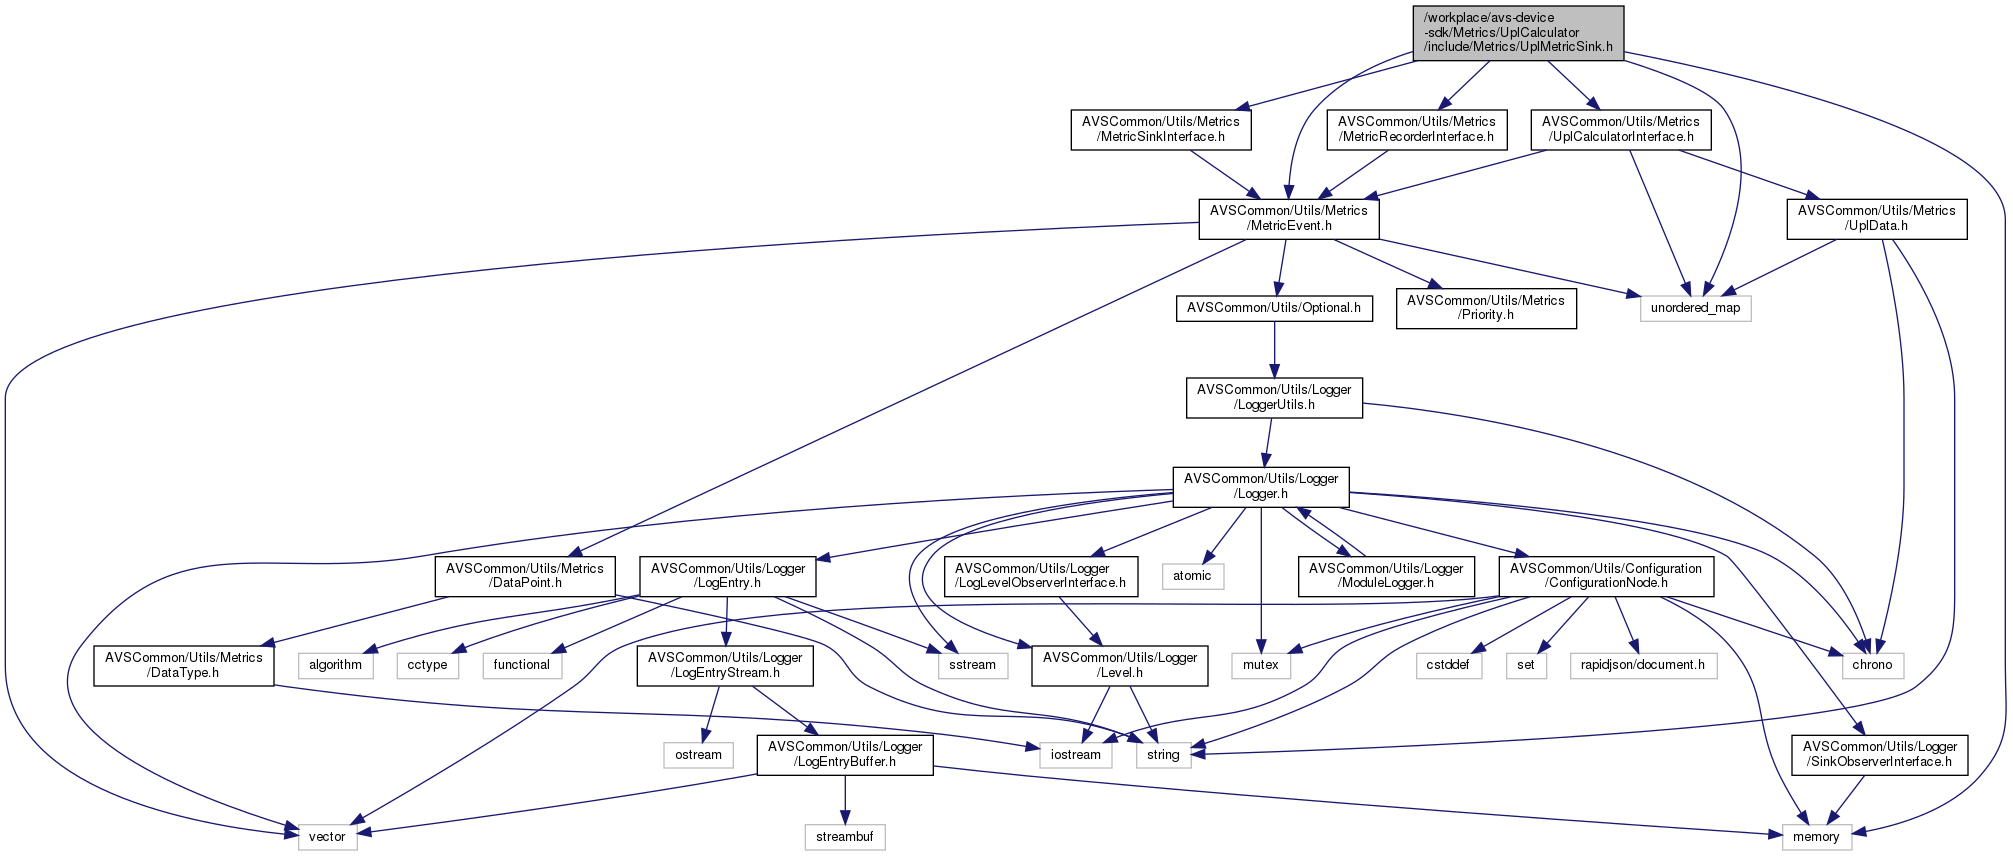 /workplace/avs-device
-sdk/Metrics/UplCalculator
/include/Metrics/UplMetricSink.h
AVSCommon/Utils/Metrics
/MetricSinkInterface.h
AVSCommon/Utils/Metrics
/MetricRecorderInterface.h
AVSCommon/Utils/Metrics
/UplCalculatorInterface.h
AVSCommon/Utils/Metrics
/MetricEvent.h
AVSCommon/Utils/Metrics
/UplData.h
AVSCommon/Utils/Optional.h
AVSCommon/Utils/Metrics
/Priority.h
unordered_map
AVSCommon/Utils/Logger
/LoggerUtils.h
AVSCommon/Utils/Logger
/Logger.h
AVSCommon/Utils/Metrics
/DataPoint.h
AVSCommon/Utils/Logger
/LogEntry.h
AVSCommon/Utils/Logger
/LogLevelObserverInterface.h
atomic
AVSCommon/Utils/Logger
/ModuleLogger.h
AVSCommon/Utils/Configuration
/ConfigurationNode.h
AVSCommon/Utils/Metrics
/DataType.h
algorithm
cctype
functional
AVSCommon/Utils/Logger
/LogEntryStream.h
sstream
AVSCommon/Utils/Logger
/Level.h
mutex
cstddef
set
rapidjson/document.h
chrono
ostream
AVSCommon/Utils/Logger
/LogEntryBuffer.h
iostream
string
AVSCommon/Utils/Logger
/SinkObserverInterface.h
vector
streambuf
memory